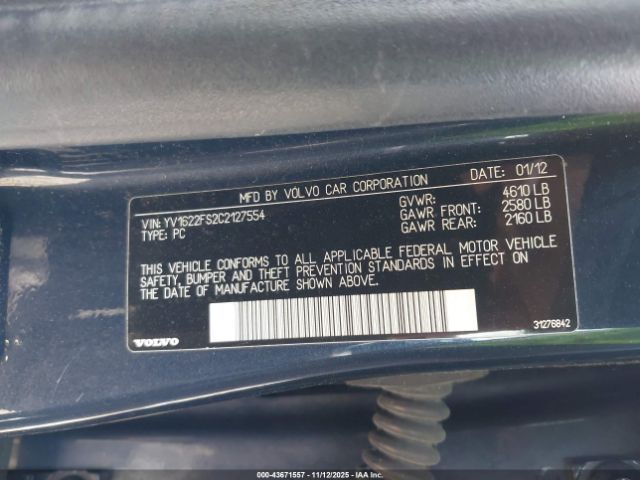 MFD BY VOLVO CAR CORPORATION DATE: 01/12
VIN: YV1622FS2C2127554
TYPE: PC
GVWR: 4610 LB
GAWR FRONT: 2580 LB
GAWR REAR: 2160 LB
THIS VEHICLE CONFORMS TO ALL APPLICABLE FEDERAL MOTOR VEHICLE
SAFETY, BUMPER AND THEFT PREVENTION STANDARDS IN EFFECT ON
THE DATE OF MANUFACTURE SHOWN ABOVE.
VOLVO
31276842
000-43671557 - 11/12/2025 - Copyright IAA, Inc.